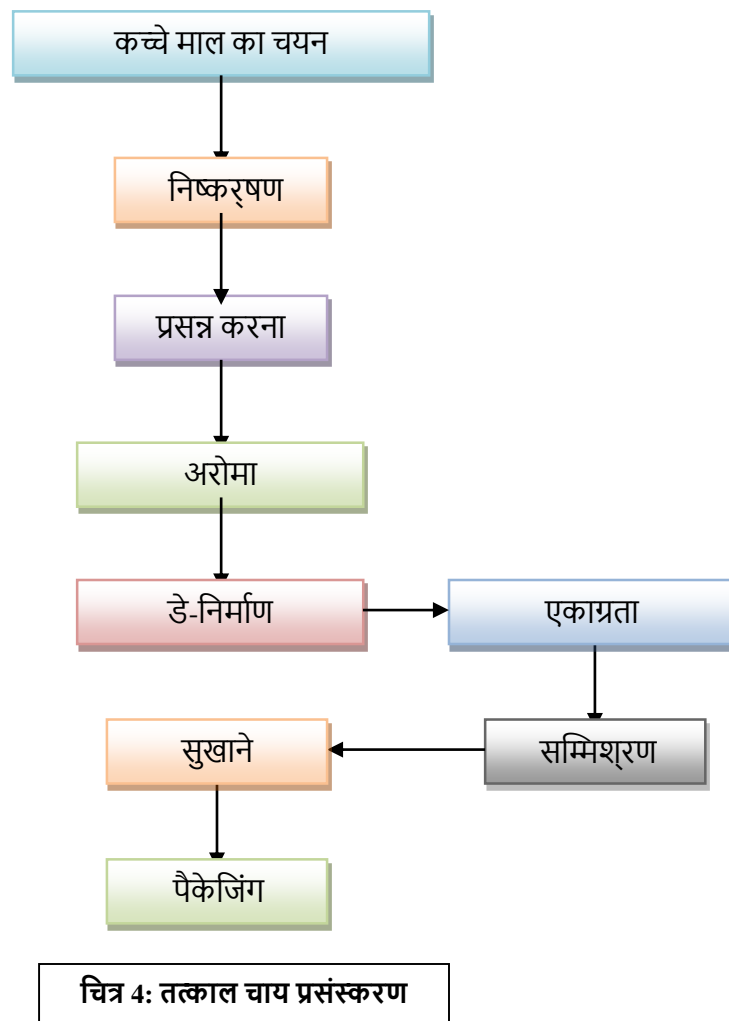 कच्चे माल का चयन
निष्कर्षण
प्रसन्न करना
अरोमा
डे-निर्माण
एकाग्रता
सम्मिश्रण
सुखाने
पैकेजिंग
चित्र 4: तत्काल चाय प्रसंस्करण